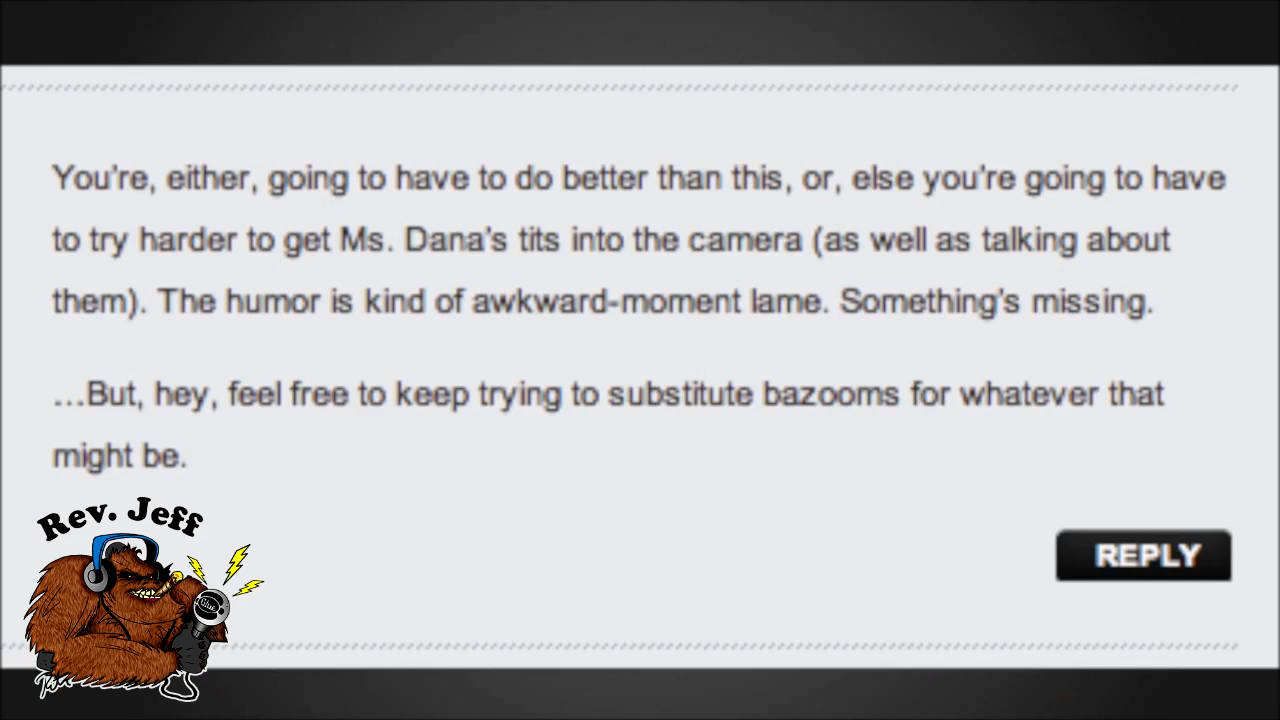 You're, either, going to have to do better than this, or, else you're going to have
to try harder to get Ms. Dana's tits into the camera (as well as talking about
them). The humor is kind of awkward-moment lame. Something's missing.
…But, hey, feel free to keep trying to substitute bazooms for whatever that
might be.
REPLY
Rev. Jeff
Blue